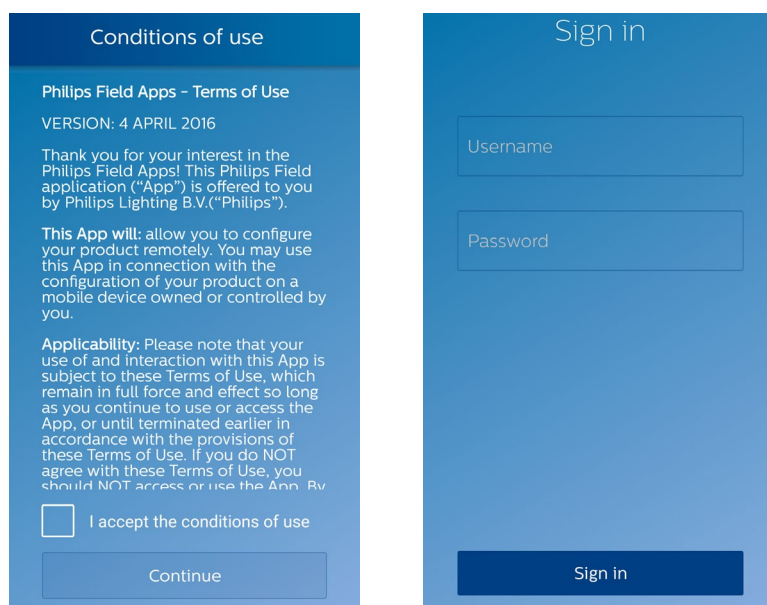 Conditions of use
Philips Field Apps – Terms of Use
VERSION: 4 APRIL 2016
Thank you for your interest in the
Philips Field Apps! This Philips Field
application (“App”) is offered to you
by Philips Lighting B.V.(“Philips”).
This App will: allow you to configure
your product remotely. You may use
this App in connection with the
configuration of your product on a
mobile device owned or controlled by
you.
Applicability: Please note that your
use of and interaction with this App is
subject to these Terms of Use, which
remain in full force and effect so long
as you continue to use or access the
App, or until terminated earlier in
accordance with the provisions of
these Terms of Use. If you do NOT
agree with these Terms of Use, you
should NOT access or use the App. By
I accept the conditions of use
Continue
Sign in
Username
Password
Sign in